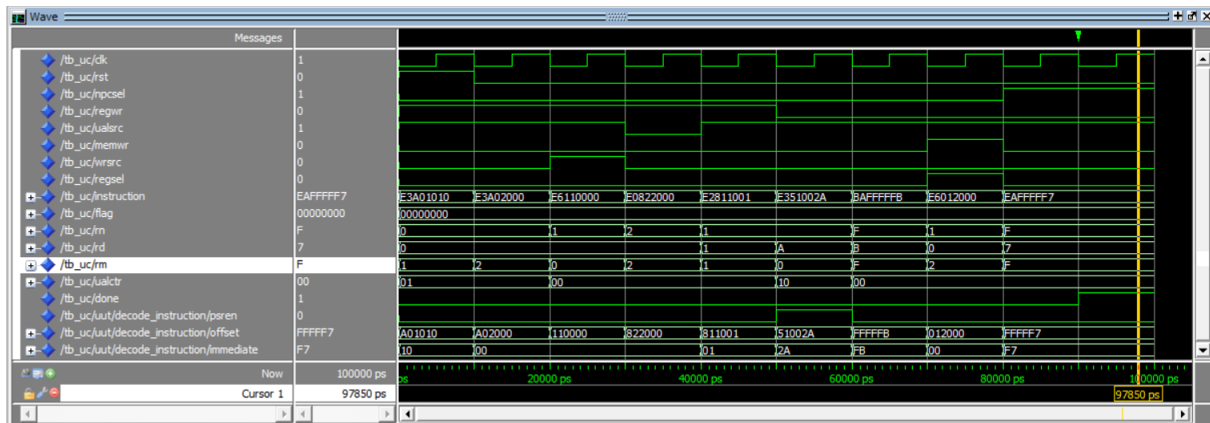 Wave
Messages
/tb_uc/clk 1
/tb_uc/rst 0
/tb_uc/npcsel 1
/tb_uc/regwr 0
/tb_uc/ualsrc 1
/tb_uc/memwr 0
/tb_uc/wrsrc 0
/tb_uc/regsel 0
/tb_uc/instruction EAFFFFF7 E3A01010 E3A02000 E6110000 E0822000 E2811001 E351002A BAFFFFFB E6012000 EAFFFFF7
/tb_uc/flag 00000000 00000000
/tb_uc/rn F 0 1 2 1 F 1 F
/tb_uc/rd 7 0 1 A B 0 7
/tb_uc/rm F 1 2 0 2 1 0 F 2 F
/tb_uc/ualctr 00 01 00 10 00
/tb_uc/done 1
/tb_uc/uut/decode_instruction/psren 0
/tb_uc/uut/decode_instruction/offset FFFFF7 A01010 A02000 110000 822000 811001 51002A FFFFFB 012000 FFFFF7
/tb_uc/uut/decode_instruction/immediate F7 10 00 01 2A FB 00 F7
Now 100000 ps ps 20000 ps 40000 ps 60000 ps 80000 ps
Cursor 1 97850 ps 97850 ps